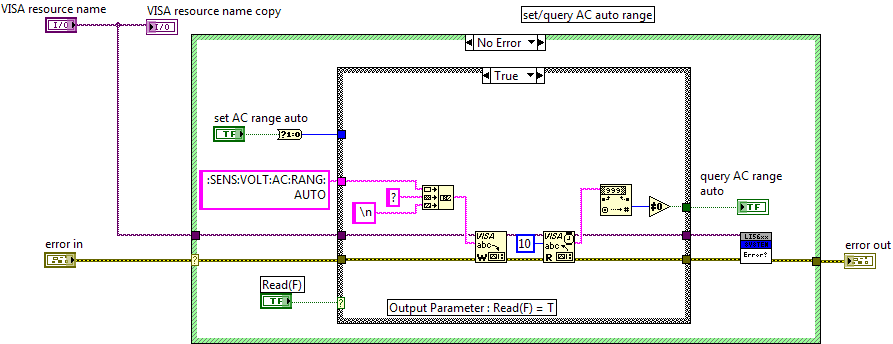 VISA resource name
I/O
VISA resource name copy
I/O
set/query AC auto range
No Error
True
set AC range auto
TF
?1:0
:SENS:VOLT:AC:RANG:
AUTO
?
\n
999
#
≠0
query AC range
auto
TF
VISA
abc
W
10
VISA
abc
R
LI56xx
Error?
error in
?
error out
Read(F)
TF
?
Output Parameter : Read(F) = T